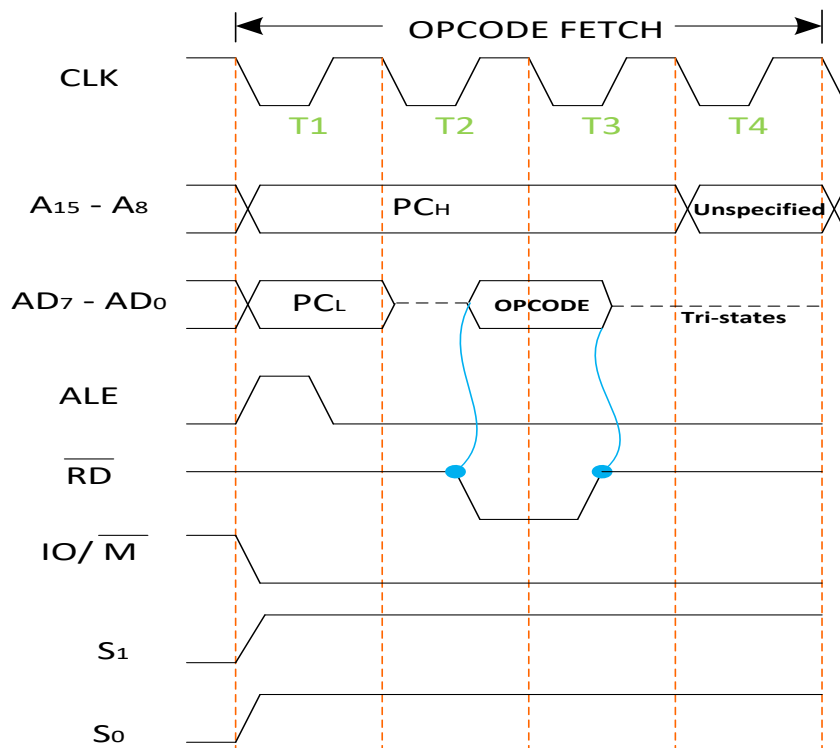 OPCODE FETCH
CLK
T1 T2 T3 T4
A₁₅ - A₈ PCH Unspecified
AD₇ - AD₀ PCL OPCODE Tri-states
ALE
R̅D̅
IO/ M̅
S₁
S₀